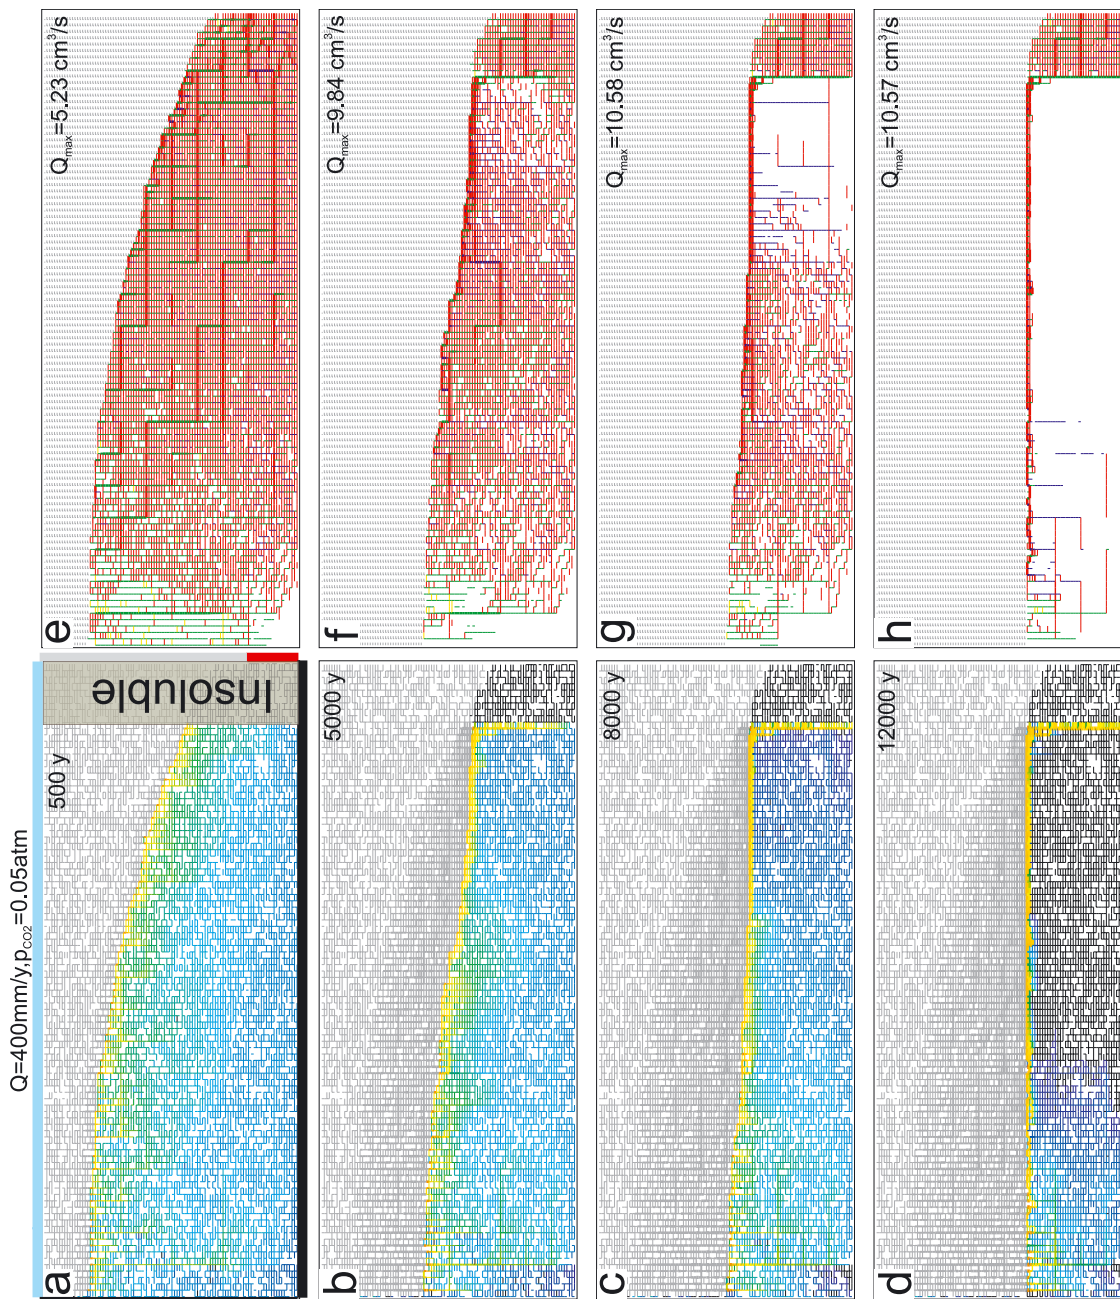 Q=400mm/y,pCO2=0.05atm
a
500 y
Insoluble
e
Qmax=5.23 cm³/s
b
5000 y
f
Qmax=9.84 cm³/s
c
8000 y
g
Qmax=10.58 cm³/s
d
12000 y
h
Qmax=10.57 cm³/s